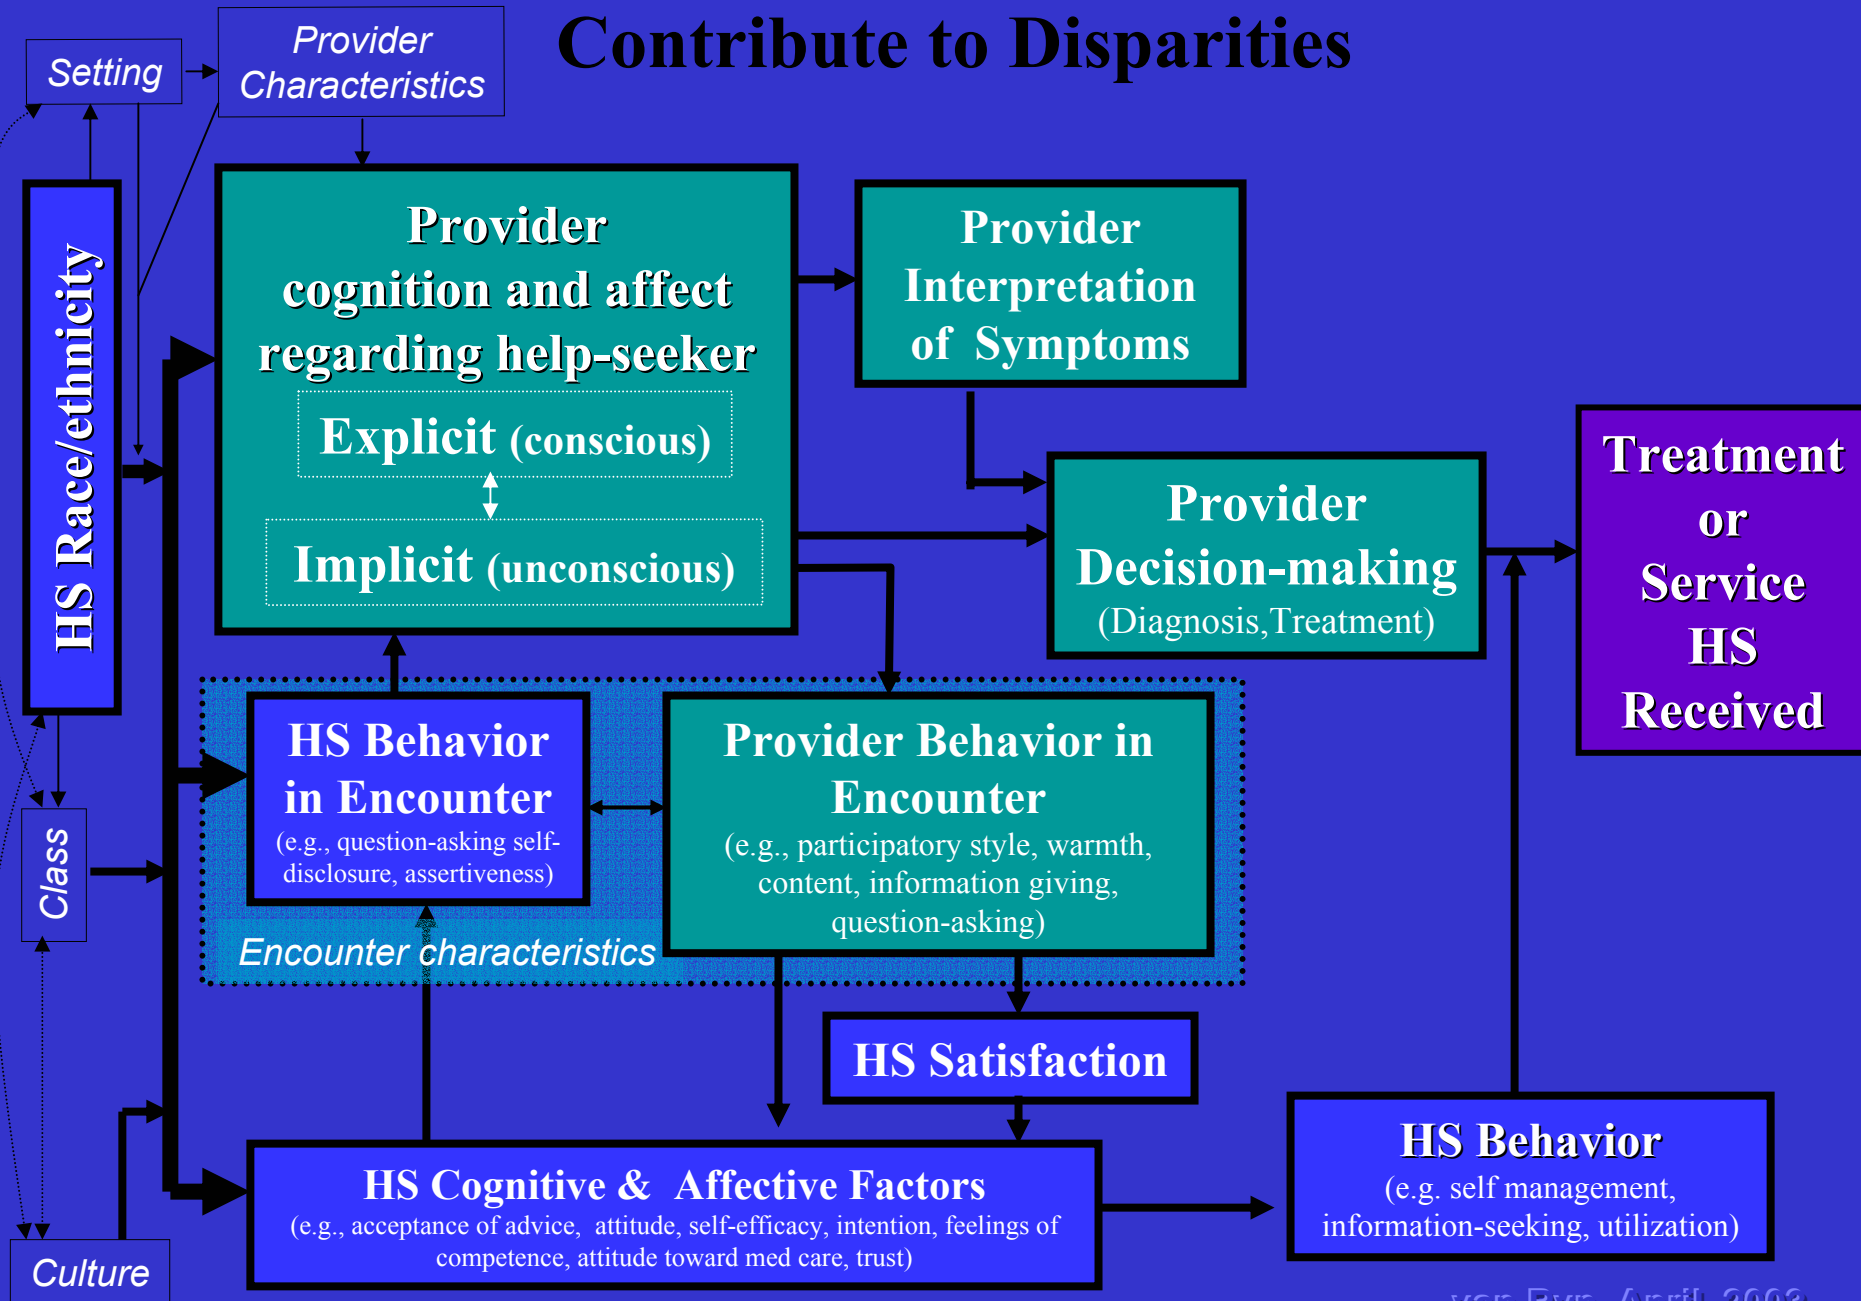 Contribute to Disparities
Setting
Provider
Characteristics
HS Race/ethnicity
Provider
cognition and affect
regarding help-seeker
Explicit (conscious)
Implicit (unconscious)
Provider
Interpretation
of Symptoms
Provider
Decision-making
(Diagnosis,Treatment)
Treatment
or
Service
HS
Received
HS Behavior
in Encounter
(e.g., question-asking self-
disclosure, assertiveness)
Provider Behavior in
Encounter
(e.g., participatory style, warmth,
content, information giving,
question-asking)
Encounter characteristics
Class
HS Satisfaction
HS Cognitive & Affective Factors
(e.g., acceptance of advice, attitude, self-efficacy, intention, feelings of
competence, attitude toward med care, trust)
HS Behavior
(e.g. self management,
information-seeking, utilization)
Culture
van Ryn, April, 2003